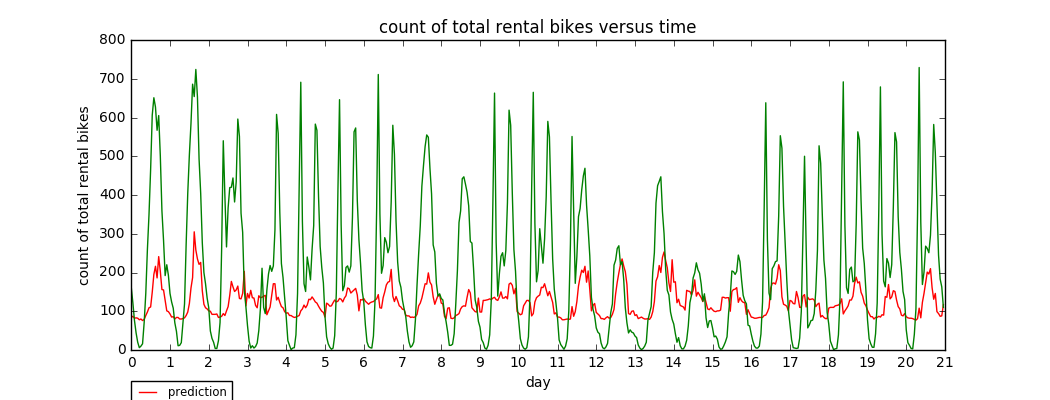 count of total rental bikes versus time
800
700
600
500
400
300
200
100
0
count of total rental bikes
0 1 2 3 4 5 6 7 8 9 10 11 12 13 14 15 16 17 18 19 20 21
day
prediction